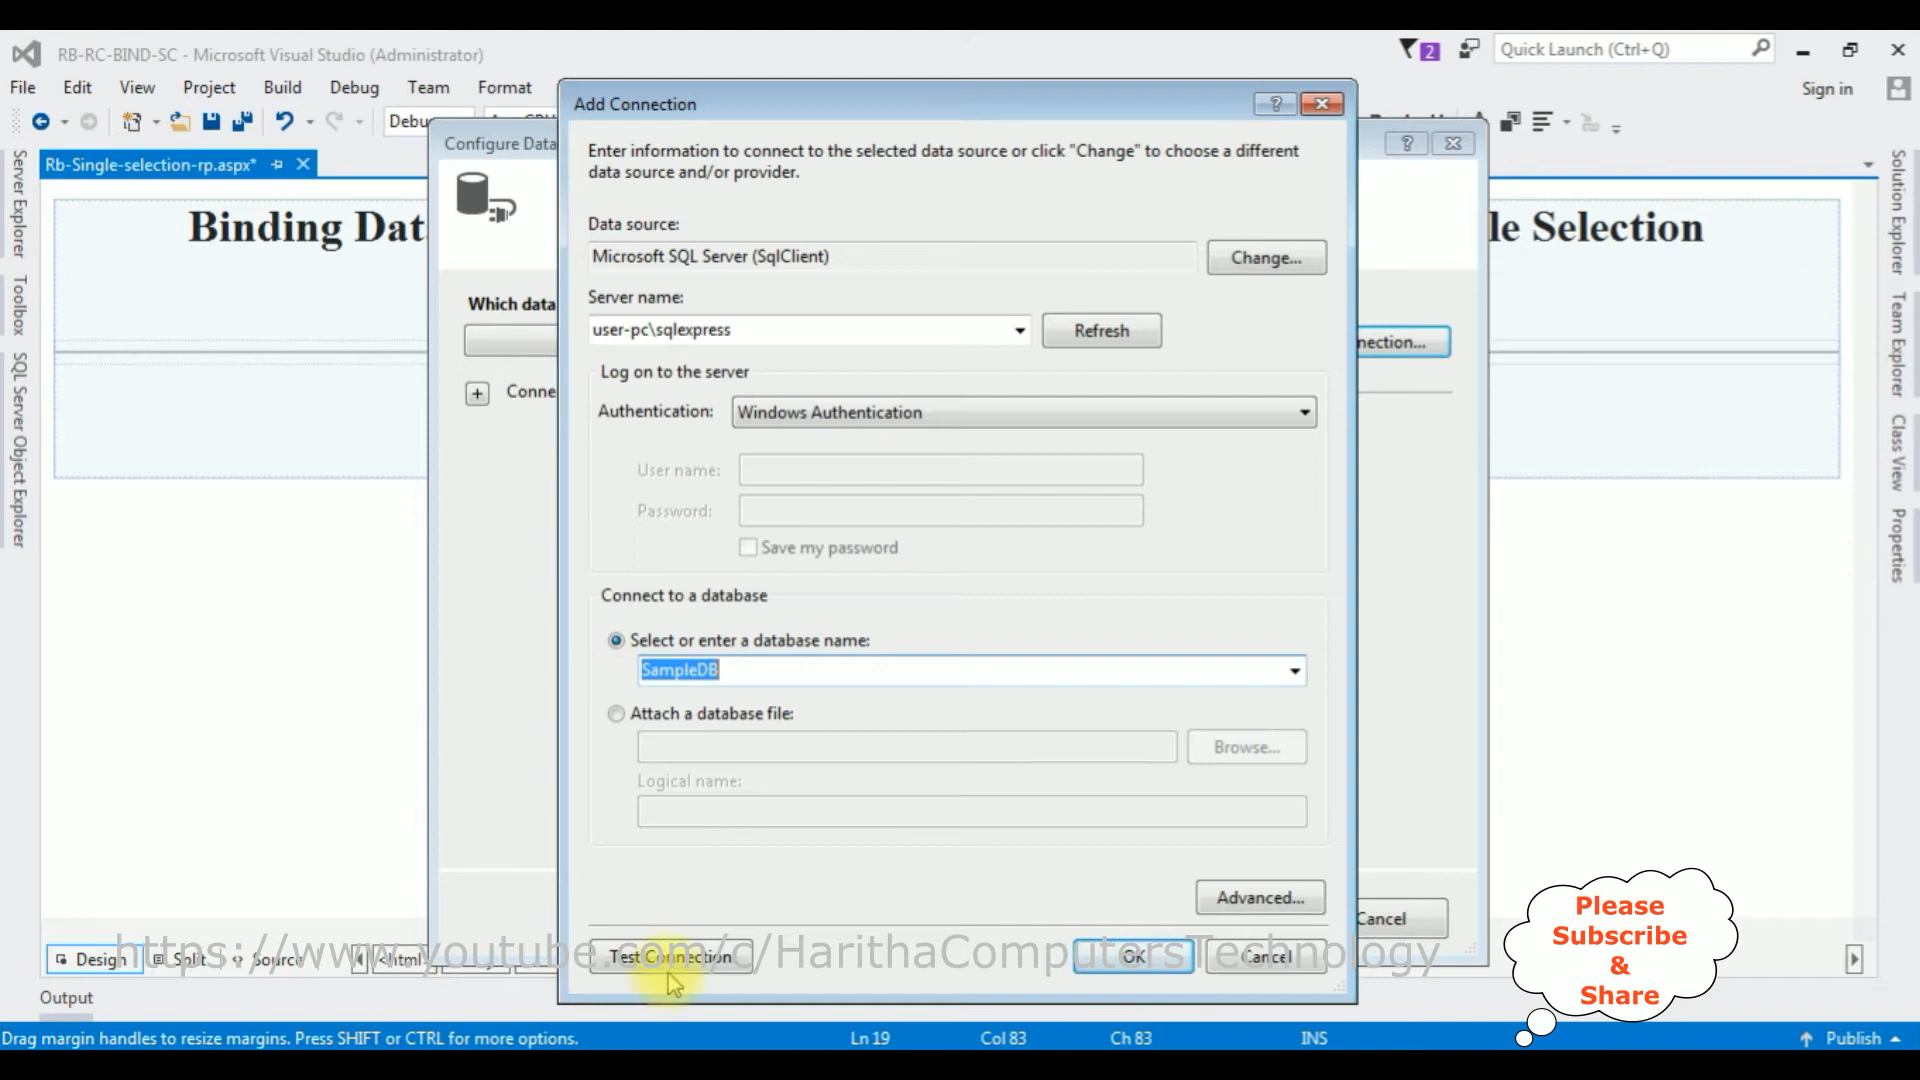 RB-RC-BIND-SC - Microsoft Visual Studio (Administrator)
2
Quick Launch (Ctrl+Q)
File
Edit
View
Project
Build
Debug
Team
Format
Sign in
Rb-Single-selection-rp.aspx*
Configure Data
Add Connection
Enter information to connect to the selected data source or click "Change" to choose a different
data source and/or provider.
Data source:
Microsoft SQL Server (SqlClient)
Change...
Server name:
user-pc\sqlexpress
Refresh
Log on to the server
Authentication:
Windows Authentication
User name:
Password:
Save my password
Connect to a database
Select or enter a database name:
SampleDB
Attach a database file:
Browse...
Logical name:
Advanced...
Test Connection
OK
Cancel
Which data
nection...
Conne
Cancel
Server Explorer
Toolbox
SQL Server Object Explorer
Solution Explorer
Team Explorer
Class View
Properties
Design
Split
Source
<html>
https://www.youtube.com/c/HarithaComputersTechnology
Please
Subscribe
&
Share
Output
Drag margin handles to resize margins. Press SHIFT or CTRL for more options.
Ln 19
Col 83
Ch 83
INS
Publish